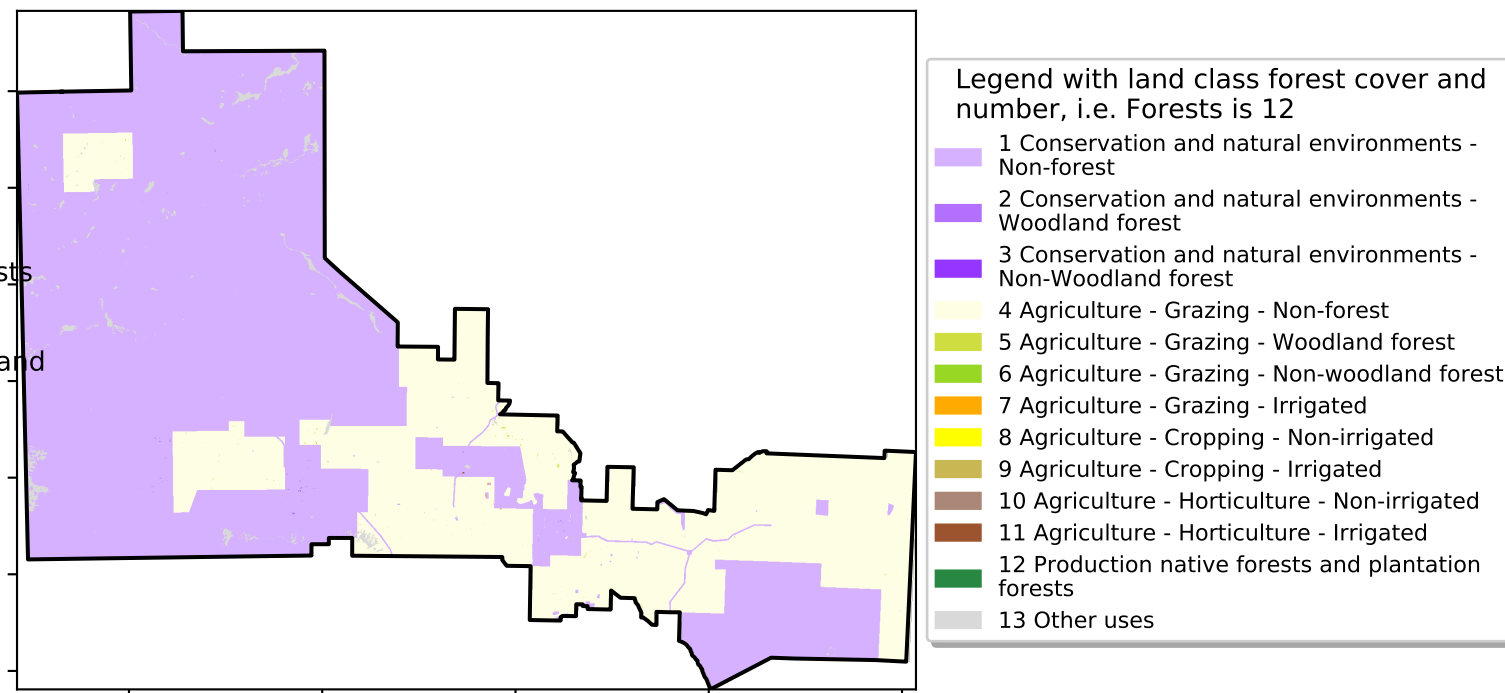 sts
and
Legend with land class forest cover and
number, i.e. Forests is 12
1 Conservation and natural environments -
Non-forest
2 Conservation and natural environments -
Woodland forest
3 Conservation and natural environments -
Non-Woodland forest
4 Agriculture - Grazing - Non-forest
5 Agriculture - Grazing - Woodland forest
6 Agriculture - Grazing - Non-woodland forest
7 Agriculture - Grazing - Irrigated
8 Agriculture - Cropping - Non-irrigated
9 Agriculture - Cropping - Irrigated
10 Agriculture - Horticulture - Non-irrigated
11 Agriculture - Horticulture - Irrigated
12 Production native forests and plantation
forests
13 Other uses